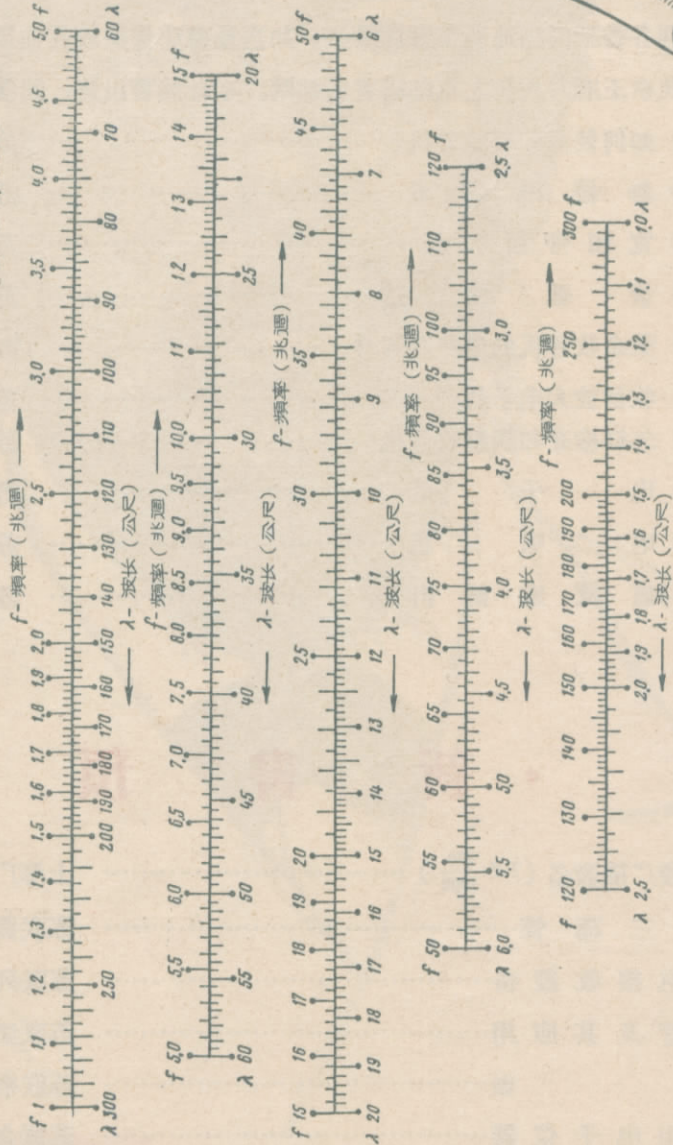 f-頻率(兆週) →
f 1 1,1 1,2 1,3 1,4 1,5 1,6 1,7 1,8 1,9 2,0 2,5 3,0 3,5 4,0 4,5 5,0 f
λ 300 250 200 190 180 170 160 150 140 130 120 110 100 90 80 70 60 λ
← λ-波长(公尺)
f-頻率(兆週) →
f 5,0 5,5 6,0 6,5 7,0 7,5 8,0 8,5 9,0 9,5 10,0 11 12 13 14 15 f
λ 60 55 50 45 40 35 30 25 20 λ
← λ-波长(公尺)
f-頻率(兆週) →
f 15 16 17 18 19 20 25 30 35 40 45 50 f
λ 20 19 18 17 16 15 14 13 12 11 10 9 8 7 6 λ
← λ-波长(公尺)
f-頻率(兆週) →
f 50 55 60 65 70 75 80 85 90 95 100 110 120 f
λ 6,0 5,5 5,0 4,5 4,0 3,5 3,0 2,5 λ
← λ-波长(公尺)
f-頻率(兆週) →
f 120 130 140 150 160 170 180 190 200 250 300 f
λ 2,5 2,0 1,9 1,8 1,7 1,6 1,5 1,4 1,3 1,2 1,1 1,0 λ
← λ-波长(公尺)